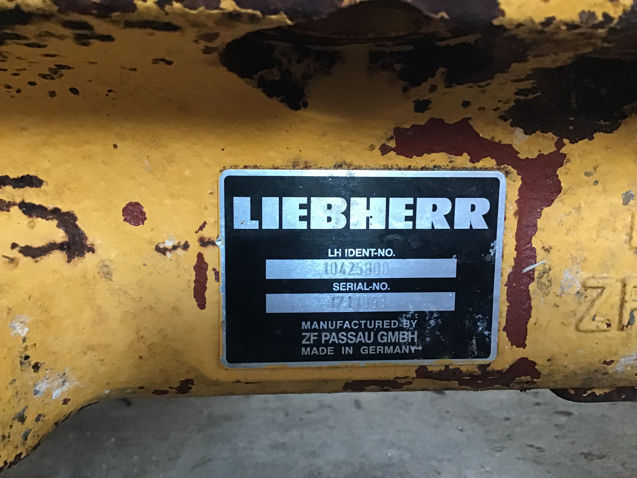 LIEBHERR
LH IDENT-NO.
10425800
SERIAL-NO.
MANUFACTURED BY
ZF PASSAU GMBH
MADE IN GERMANY